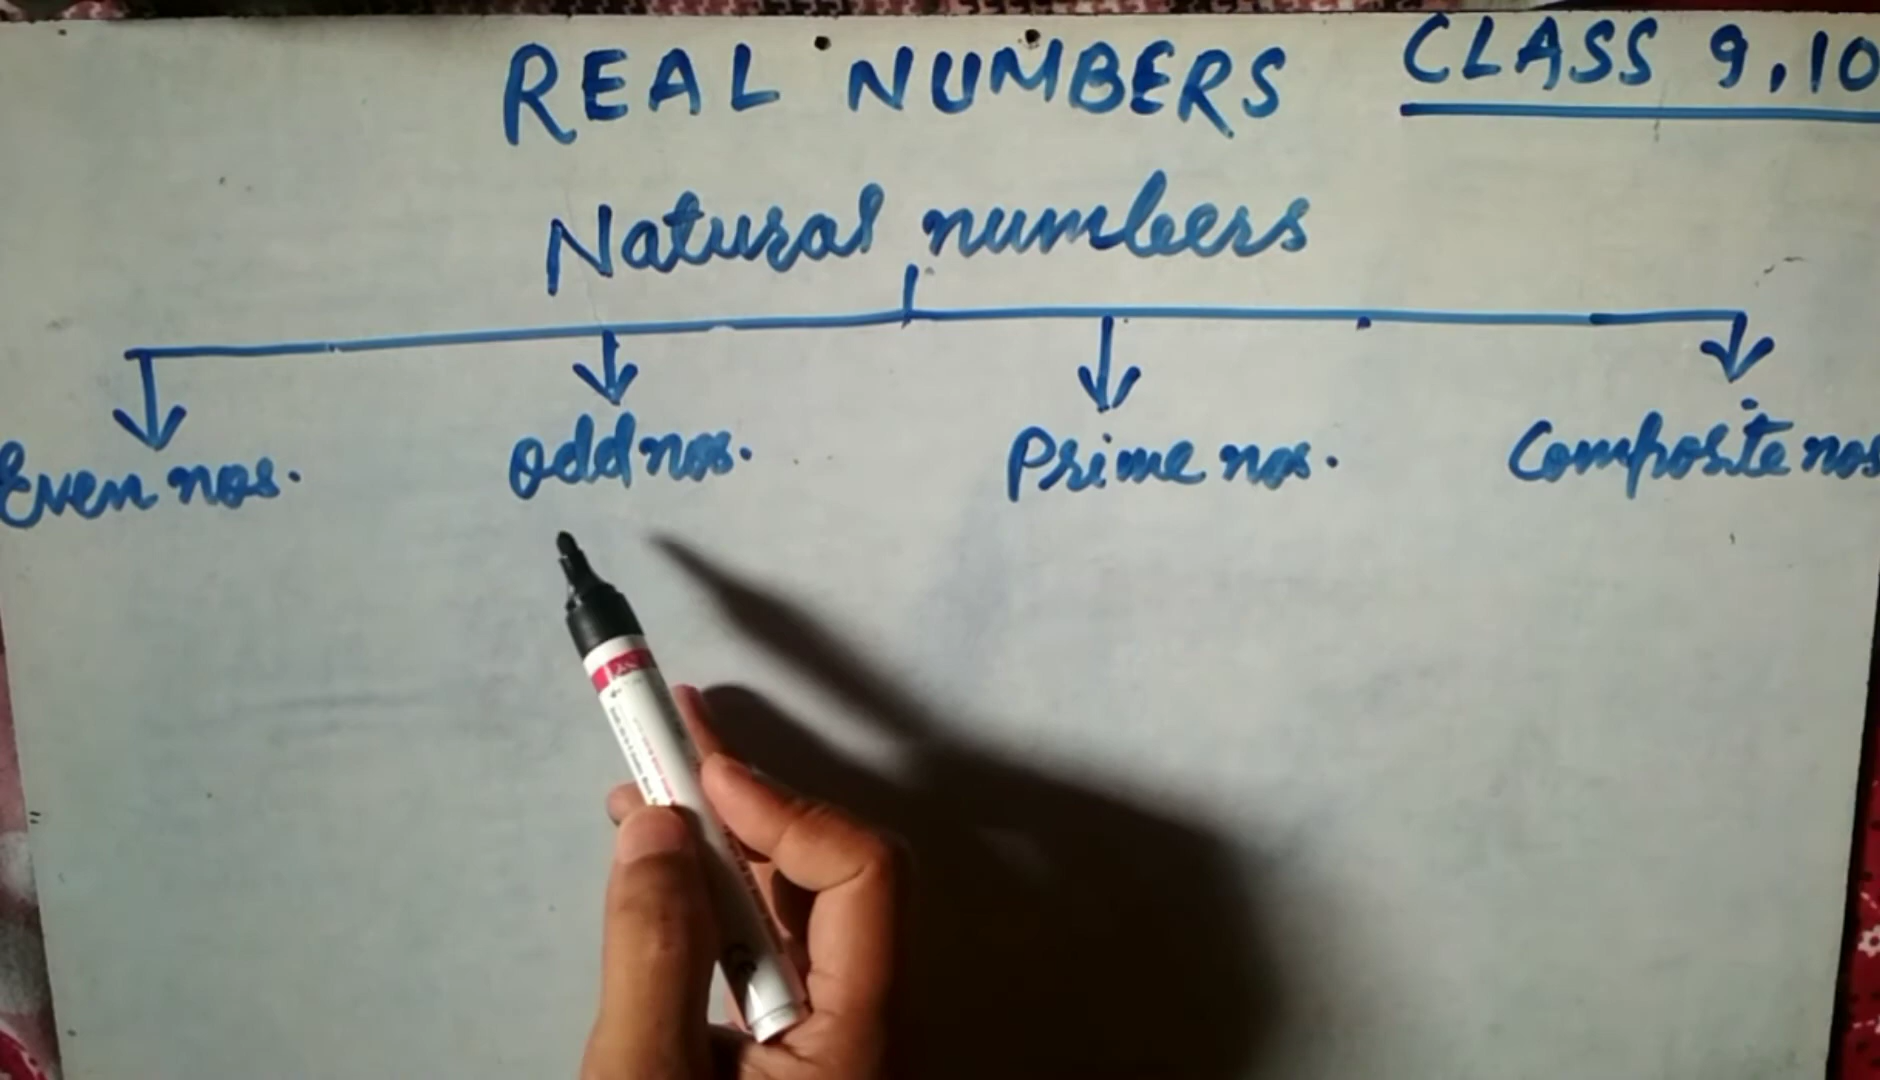 REAL NUMBERS
CLASS 9,10
Natural numbers
Even nos.
Odd nos.
Prime nos.
Composite nos